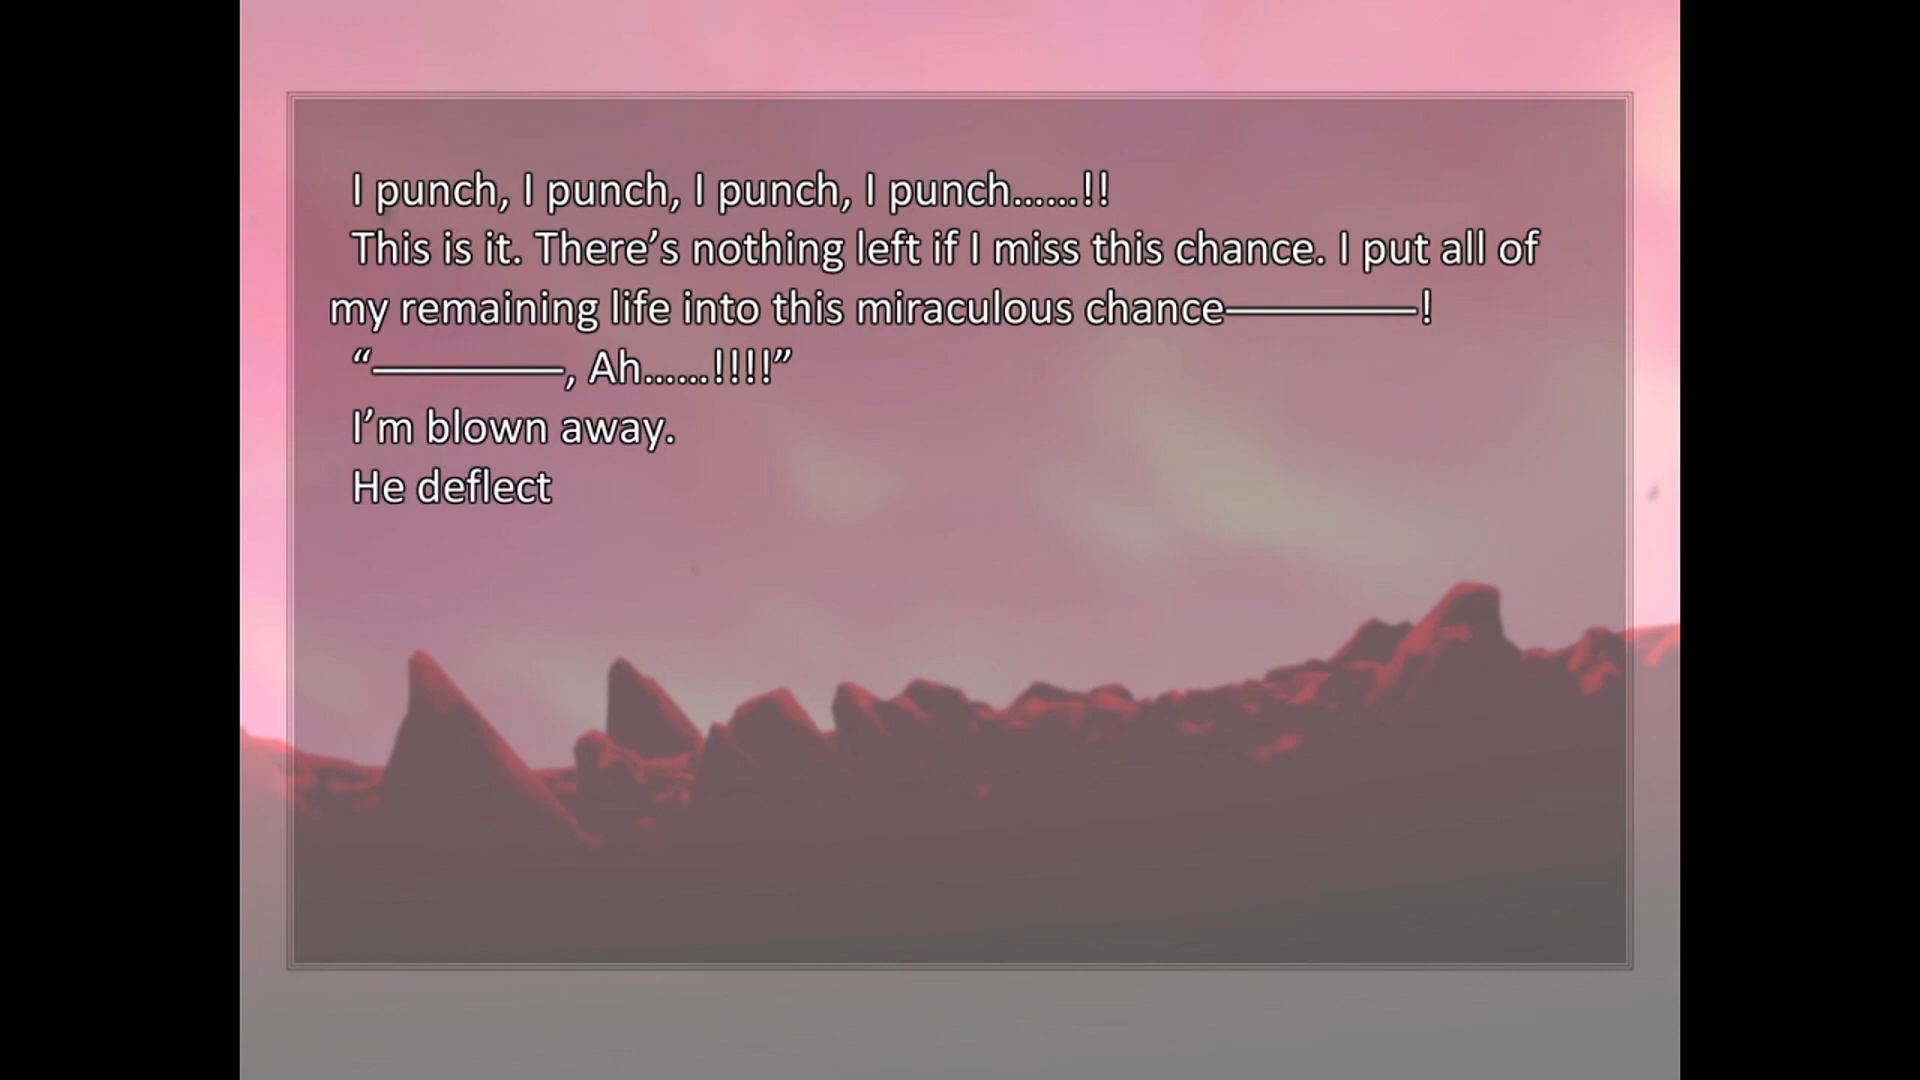 I punch, I punch, I punch, I punch......!!
This is it. There’s nothing left if I miss this chance. I put all of
my remaining life into this miraculous chance――――!
“――――, Ah......!!!!”
I’m blown away.
He deflect